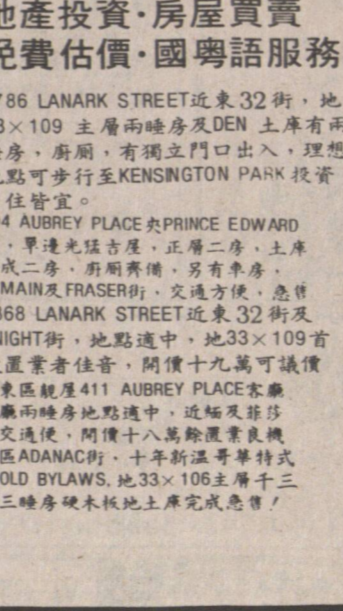 地產投資·房屋買賣
免費估價·國粵語服務
786 LANARK STREET近東32街,地
3×109 主層兩睡房及DEN 土庫有兩
房,廚厠,有獨立門口出入,理想
點可步行至KENSINGTON PARK 投資
住皆宜。
4 AUBREY PLACE央PRINCE EDWARD
,單邊光猛吉屋,正層二房,土庫
成二房,廚厠齊備,另有車房,
MAIN及FRASER街,交通方便,急售
868 LANARK STREET近東32街及
NIGHT街,地點適中,地33×109首
置業者佳音,開價十九萬可議價
東區靚屋411 AUBREY PLACE客廳
廳兩睡房地點適中,近緬及菲莎
交通便,開價十八萬餘置業良機
區ADANAC街,十年新溫哥華特式
OLD BYLAWS,地33×106主層千三
三睡房硬木板地土庫完成急售!